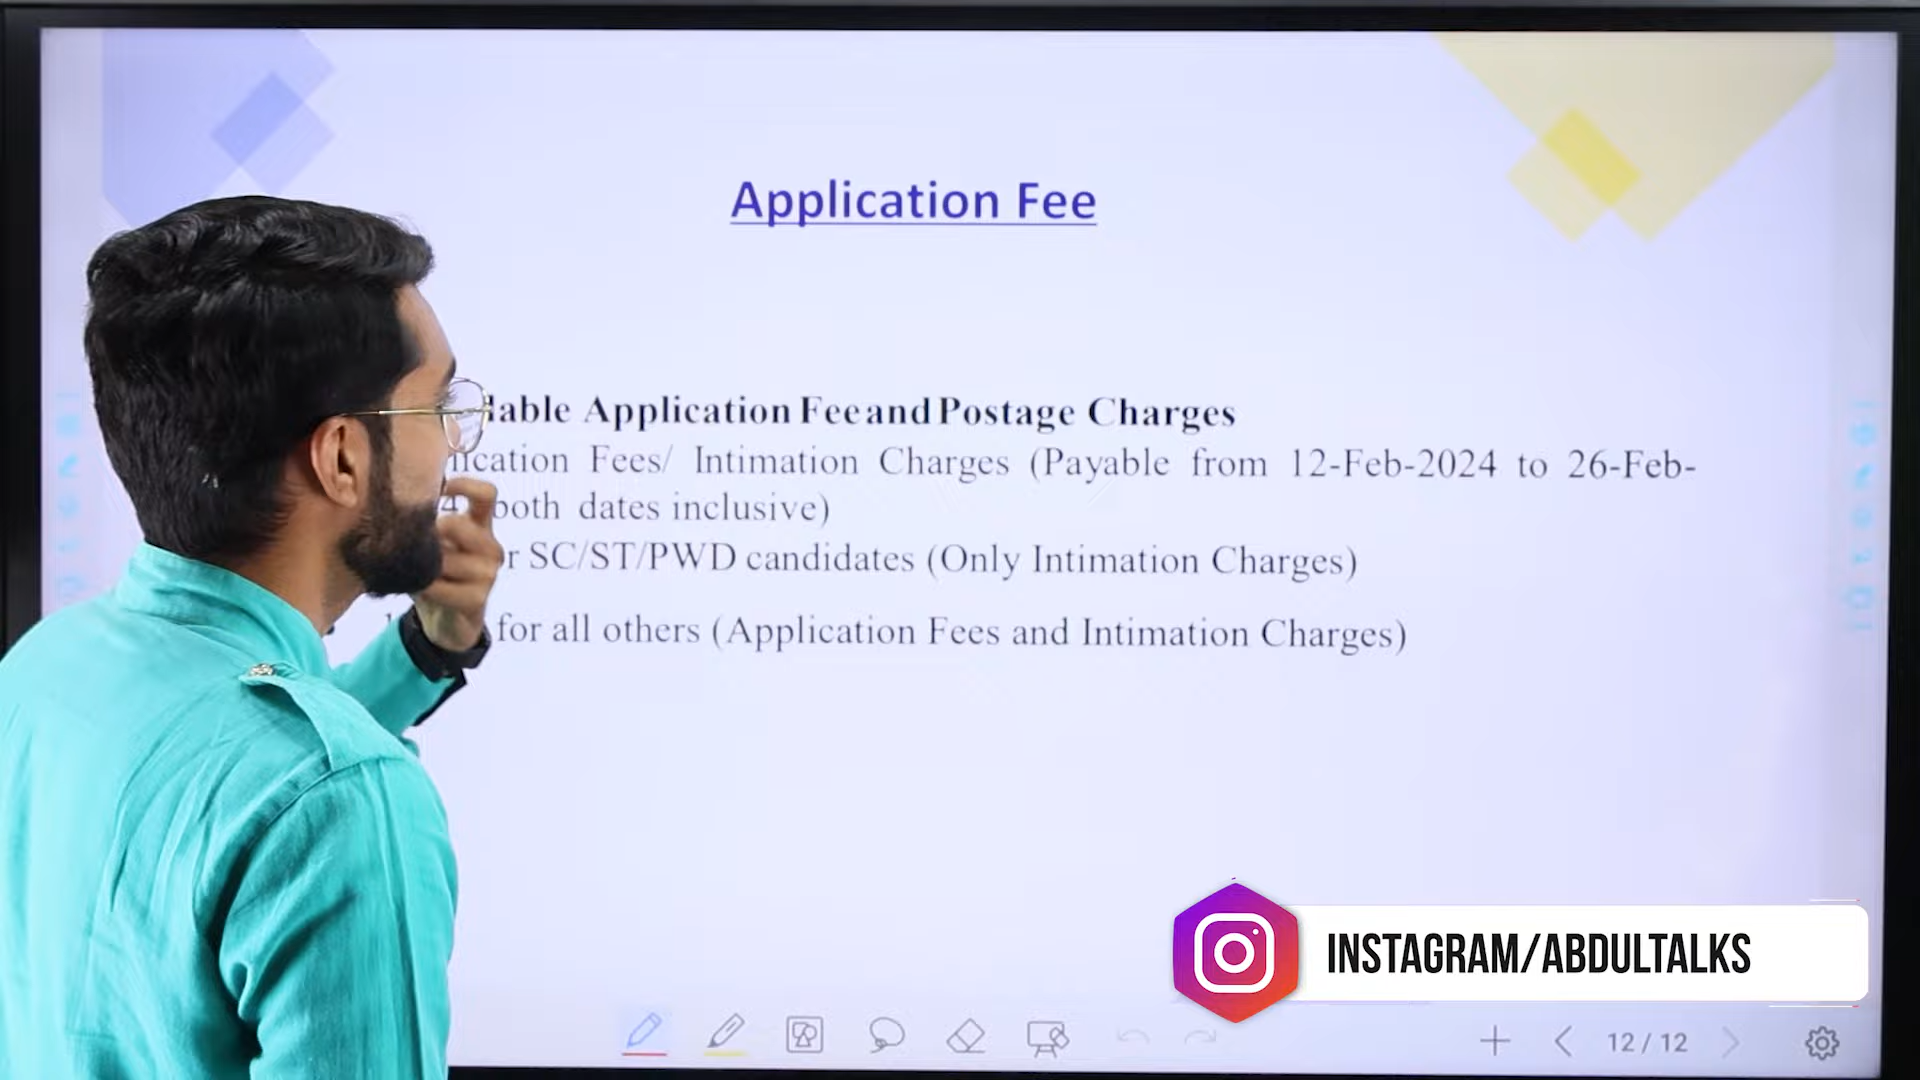 Application Fee
Application Fee and Postage Charges
Fees/ Intimation Charges (Payable from 12-Feb-2024 to 26-Feb-
both dates inclusive)
SC/ST/PWD candidates (Only Intimation Charges)
for all others (Application Fees and Intimation Charges)
INSTAGRAM/ABDULTALKS
12 / 12